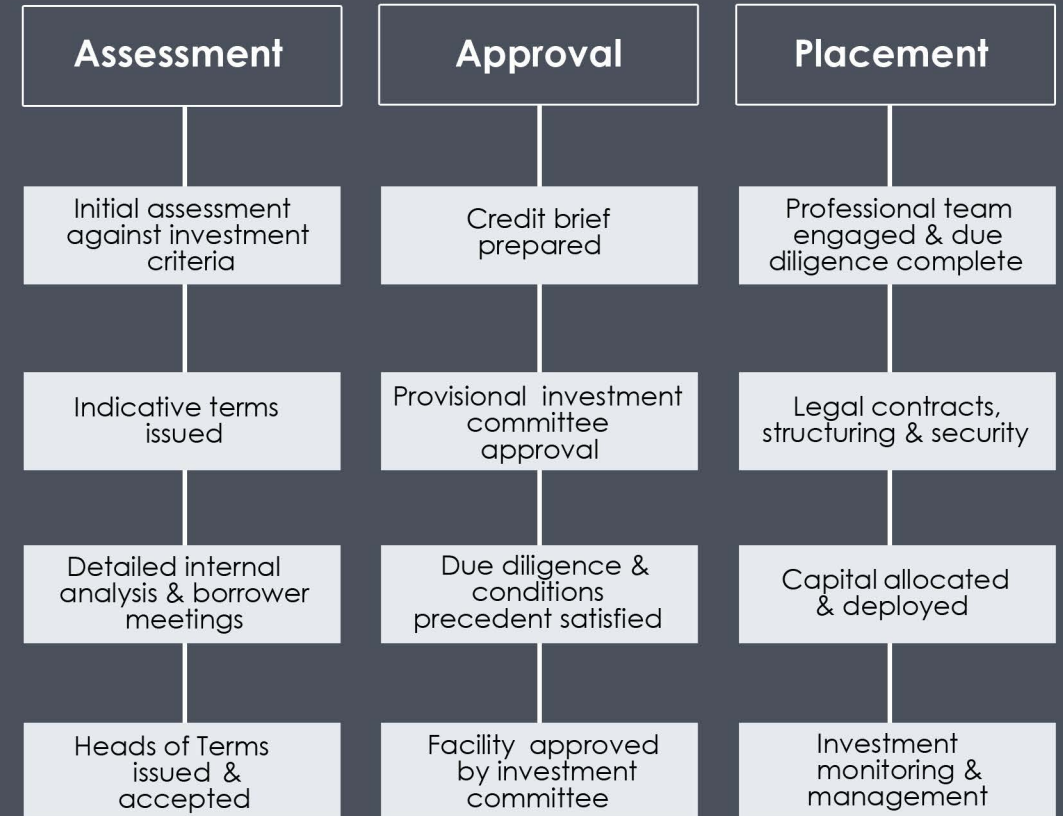 Assessment
Initial assessment
against investment
criteria
Indicative terms
issued
Detailed internal
analysis & borrower
meetings
Heads of Terms
issued &
accepted
Approval
Credit brief
prepared
Provisional investment
committee
approval
Due diligence &
conditions
precedent satisfied
Facility approved
by investment
committee
Placement
Professional team
engaged & due
diligence complete
Legal contracts,
structuring & security
Capital allocated
& deployed
Investment
monitoring &
management